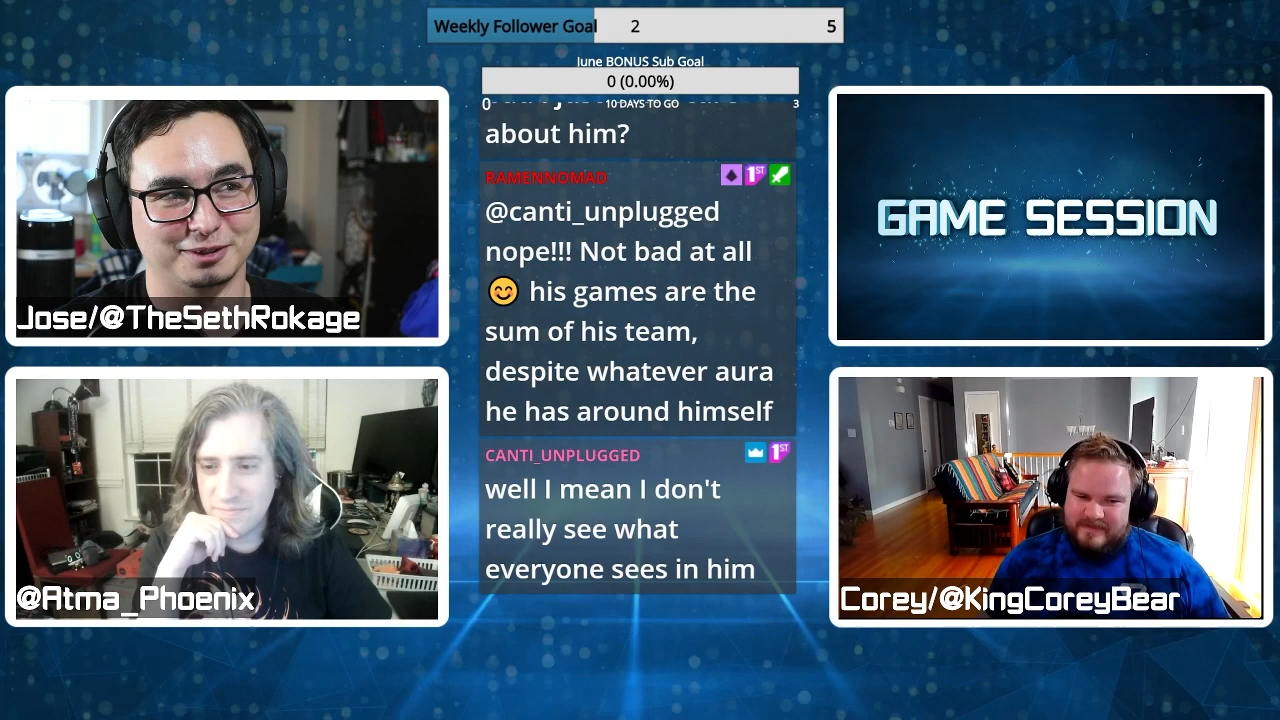 Weekly Follower Goal 2 5
June BONUS Sub Goal
0 (0.00%)
0 10 DAYS TO GO 3
about him?
RAMENNOMAD 1ST
@canti_unplugged
nope!!! Not bad at all
😊 his games are the
sum of his team,
despite whatever aura
he has around himself
CANTI_UNPLUGGED 1ST
well I mean I don't
really see what
everyone sees in him
Jose/@TheSethRokage
@Atma_Phoenix
GAME SESSION
Corey/@KingCoreyBear